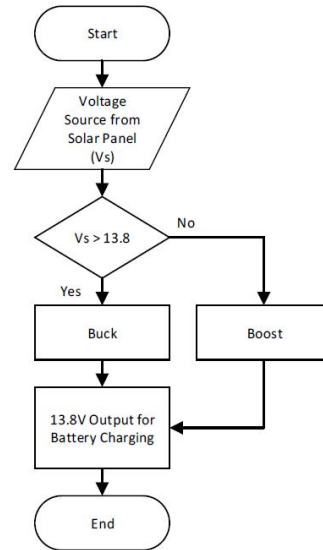 Start
Voltage
Source from
Solar Panel
(Vs)
Vs > 13.8
No
Yes
Buck
Boost
13.8V Output for
Battery Charging
End